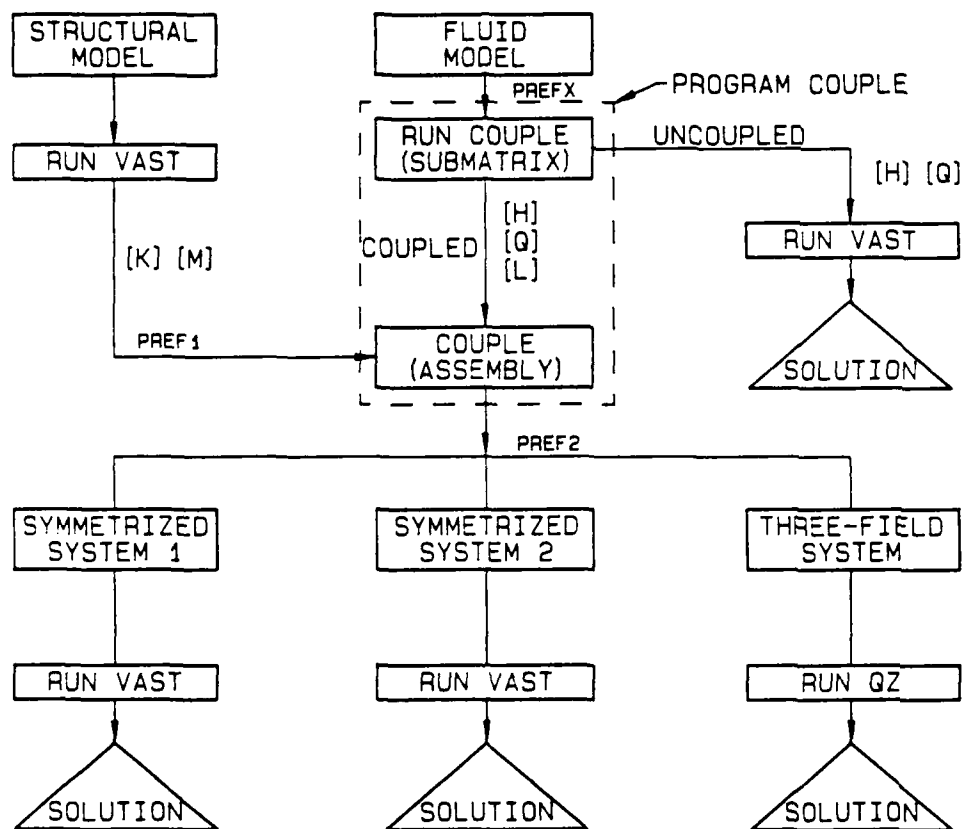 STRUCTURAL
MODEL
FLUID
MODEL
PREFX
PROGRAM COUPLE
RUN VAST
RUN COUPLE
(SUBMATRIX)
UNCOUPLED
[H] [Q]
[K] [M]
COUPLED
[H]
[Q]
[L]
RUN VAST
SOLUTION
PREF1
COUPLE
(ASSEMBLY)
PREF2
SYMMETRIZED
SYSTEM 1
SYMMETRIZED
SYSTEM 2
THREE-FIELD
SYSTEM
RUN VAST
RUN VAST
RUN QZ
SOLUTION
SOLUTION
SOLUTION